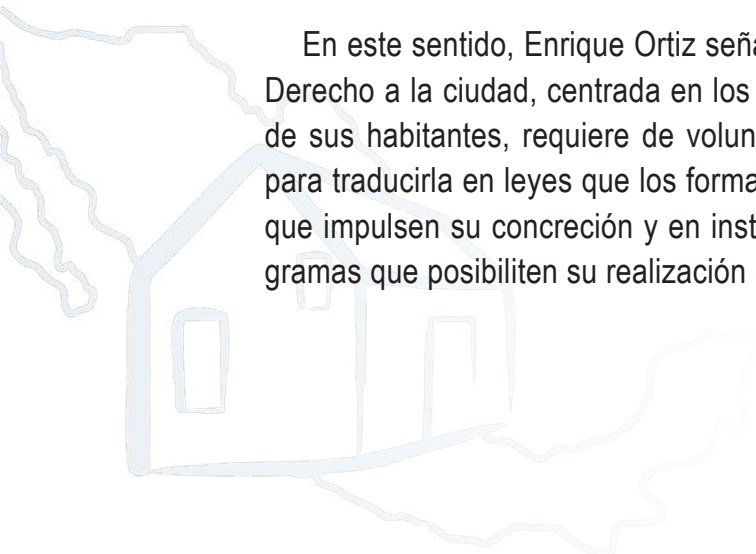 En este sentido, Enrique Ortiz seña
Derecho a la ciudad, centrada en los
de sus habitantes, requiere de volun
para traducirla en leyes que los forma
que impulsen su concreción y en inst
gramas que posibiliten su realización